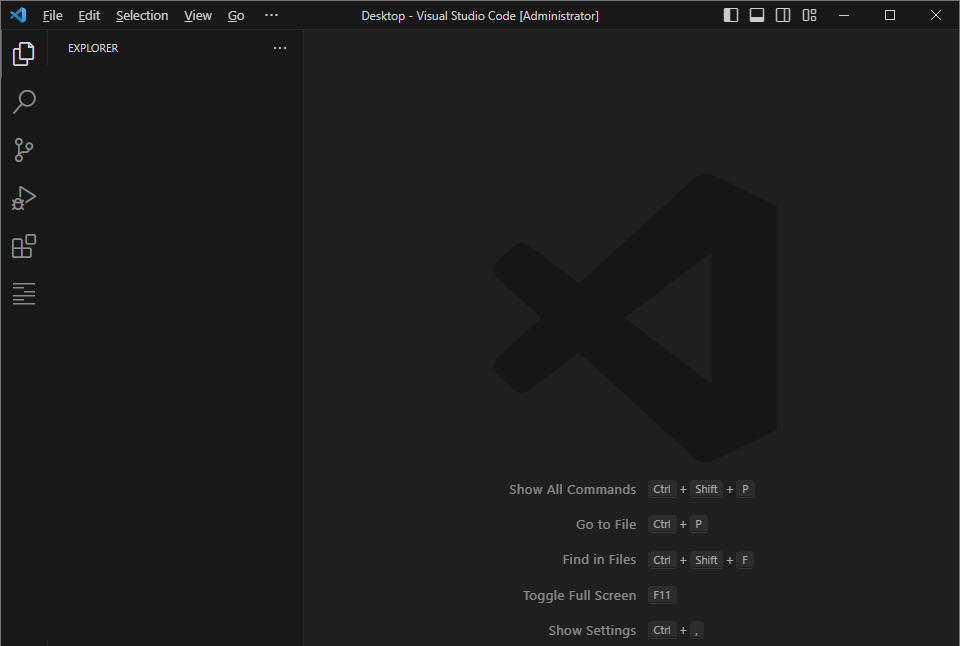 File Edit Selection View Go ··· Desktop - Visual Studio Code [Administrator]
EXPLORER ···
Show All Commands Ctrl + Shift + P
Go to File Ctrl + P
Find in Files Ctrl + Shift + F
Toggle Full Screen F11
Show Settings Ctrl + ,